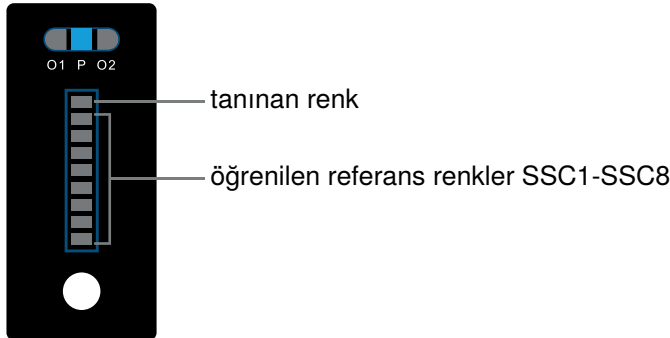 O1 P O2
tanınan renk
öğrenilen referans renkler SSC1-SSC8